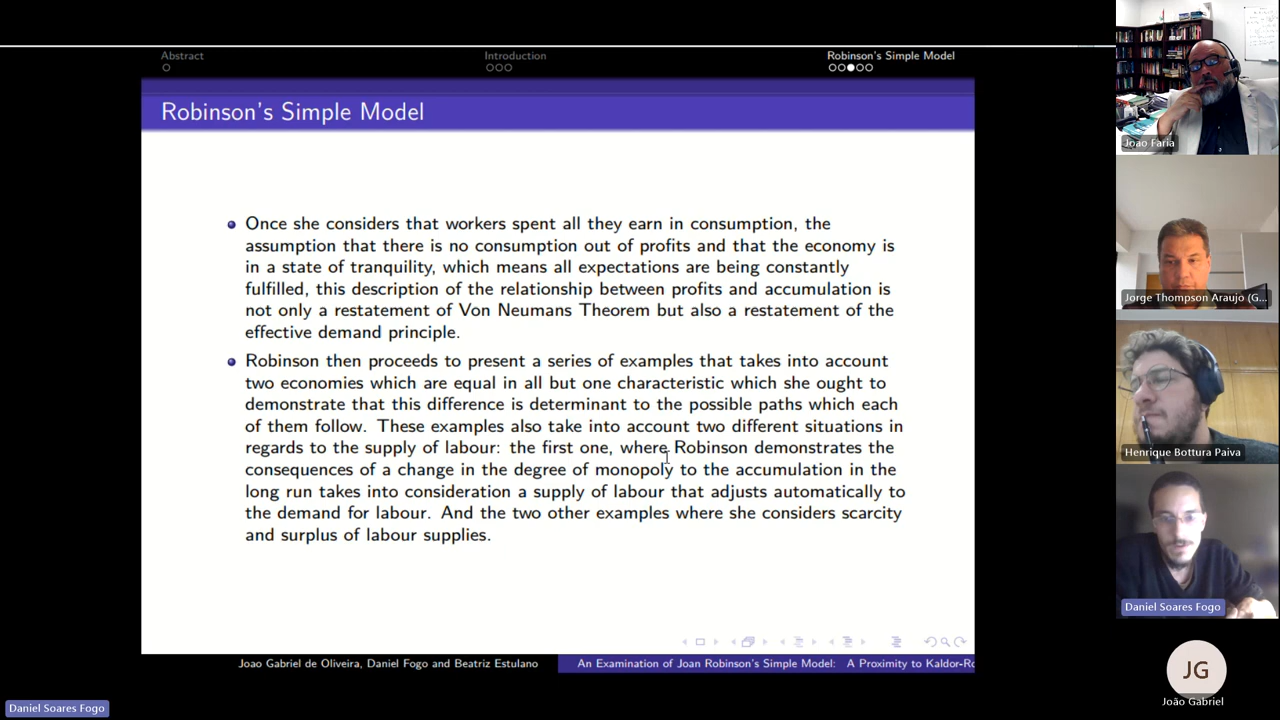 Abstract
Introduction
Robinson's Simple Model
Robinson's Simple Model
Once she considers that workers spent all they earn in consumption, the
assumption that there is no consumption out of profits and that the economy is
in a state of tranquility, which means all expectations are being constantly
fulfilled, this description of the relationship between profits and accumulation is
not only a restatement of Von Neumans Theorem but also a restatement of the
effective demand principle.
Robinson then proceeds to present a series of examples that takes into account
two economies which are equal in all but one characteristic which she ought to
demonstrate that this difference is determinant to the possible paths which each
of them follow. These examples also take into account two different situations in
regards to the supply of labour: the first one, where Robinson demonstrates the
consequences of a change in the degree of monopoly to the accumulation in the
long run takes into consideration a supply of labour that adjusts automatically to
the demand for labour. And the two other examples where she considers scarcity
and surplus of labour supplies.
Joao Gabriel de Oliveira, Daniel Fogo and Beatriz Estulano
An Examination of Joan Robinson's Simple Model: A Proximity to Kaldor-Ro
Joao Faria
Jorge Thompson Araujo (G...
Henrique Bottura Paiva
Daniel Soares Fogo
JG
João Gabriel
Daniel Soares Fogo